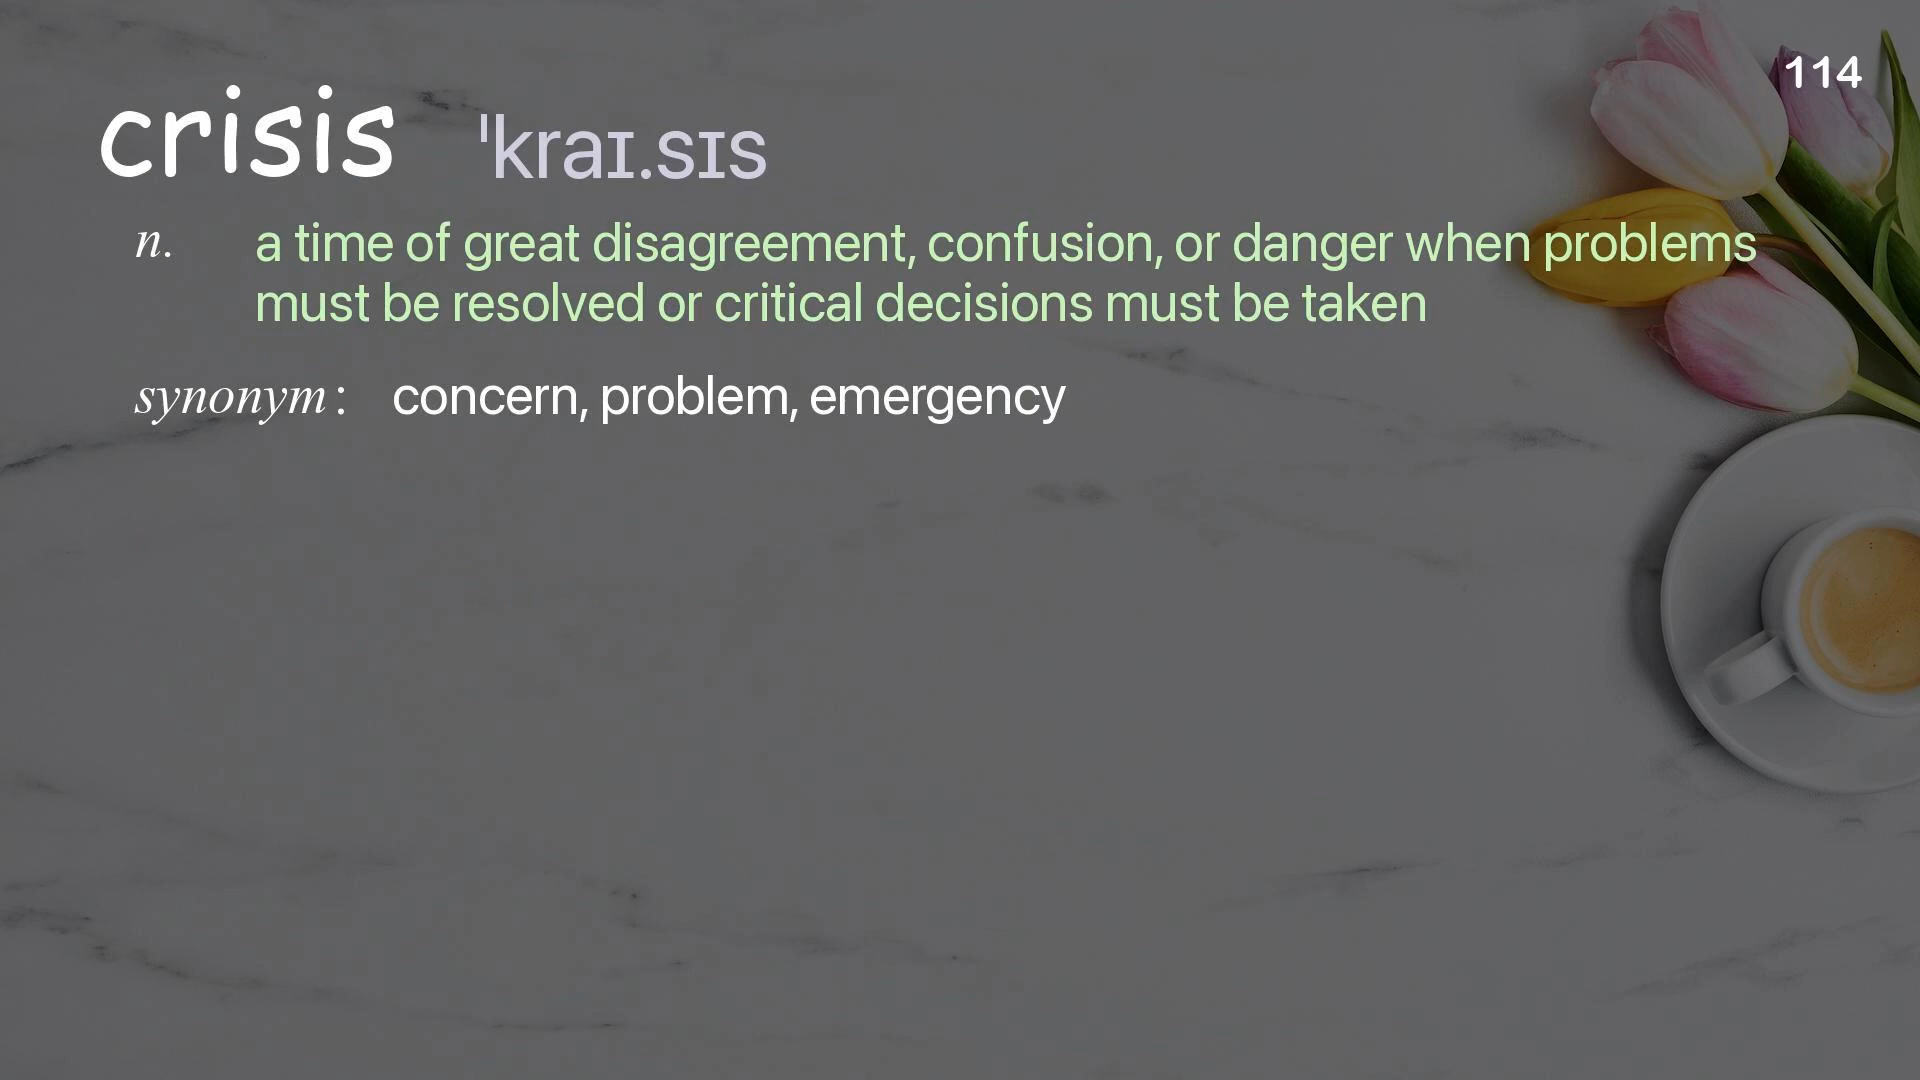 114
crisis ˈkraɪ.sɪs
n. a time of great disagreement, confusion, or danger when problems
must be resolved or critical decisions must be taken
synonym: concern, problem, emergency